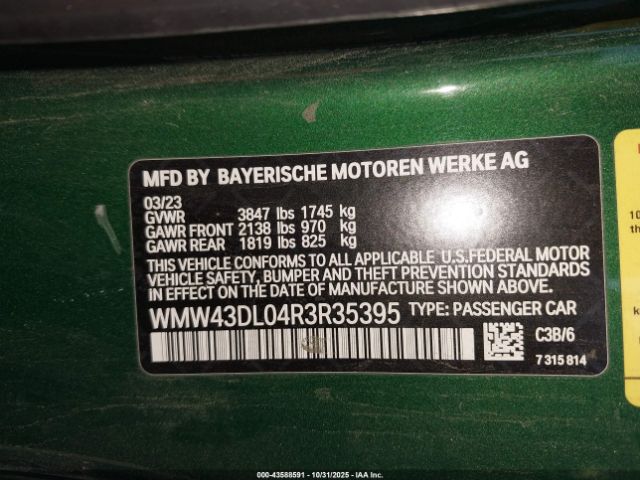 MFD BY BAYERISCHE MOTOREN WERKE AG
03/23
GVWR 3847 lbs 1745 kg
GAWR FRONT 2138 lbs 970 kg
GAWR REAR 1819 lbs 825 kg
THIS VEHICLE CONFORMS TO ALL APPLICABLE U.S.FEDERAL MOTOR
VEHICLE SAFETY, BUMPER AND THEFT PREVENTION STANDARDS
IN EFFECT ON THE DATE OF MANUFACTURE SHOWN ABOVE.
WMW43DL04R3R35395 TYPE: PASSENGER CAR
C3B/6
7 315 814
10
th
k
000-43588591 - 10/31/2025 - IAA Inc.